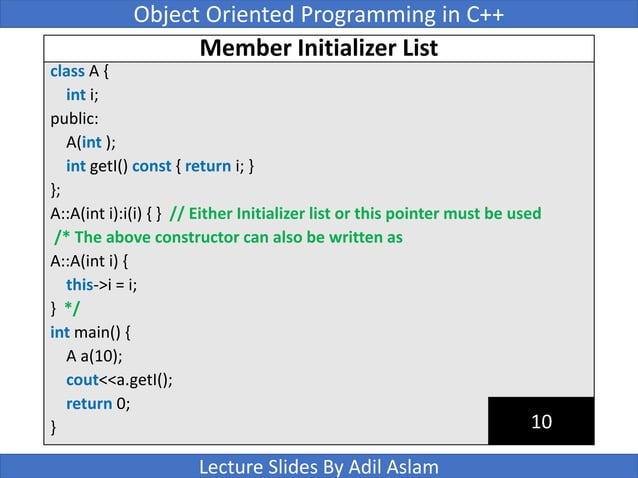 Object Oriented Programming in C++
Member Initializer List
class A {
int i;
public:
A(int );
int getI() const { return i; }
};
A::A(int i):i(i) { } // Either Initializer list or this pointer must be used
/* The above constructor can also be written as
A::A(int i) {
this->i = i;
} */
int main() {
A a(10);
cout<<a.getI();
return 0;
}
10
Lecture Slides By Adil Aslam